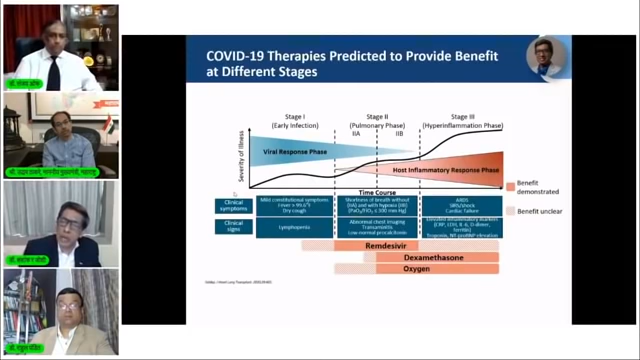 COVID-19 Therapies Predicted to Provide Benefit
at Different Stages
Stage I
(Early Infection)
Stage II
(Pulmonary Phase)
IIA
IIB
Stage III
(Hyperinflammation Phase)
Severity of Illness
Viral Response Phase
Host Inflammatory Response Phase
Time Course
Benefit
demonstrated
Benefit unclear
Clinical
symptoms
Mild constitutional symptoms
Fever > 99.6°F
Dry cough
Shortness of breath without
(IIA) and with hypoxia (IIB)
(PaO₂/FiO₂ ≤ 300 mm Hg)
ARDS
SIRS/shock
Cardiac failure
Clinical
signs
Lymphopenia
Abnormal chest imaging
Transaminitis
Low-normal procalcitonin
Elevated inflammatory markers
(CRP, LDH, IL-6, D-dimer,
ferritin)
Troponin, NT-proBNP elevation
Remdesivir
Dexamethasone
Oxygen